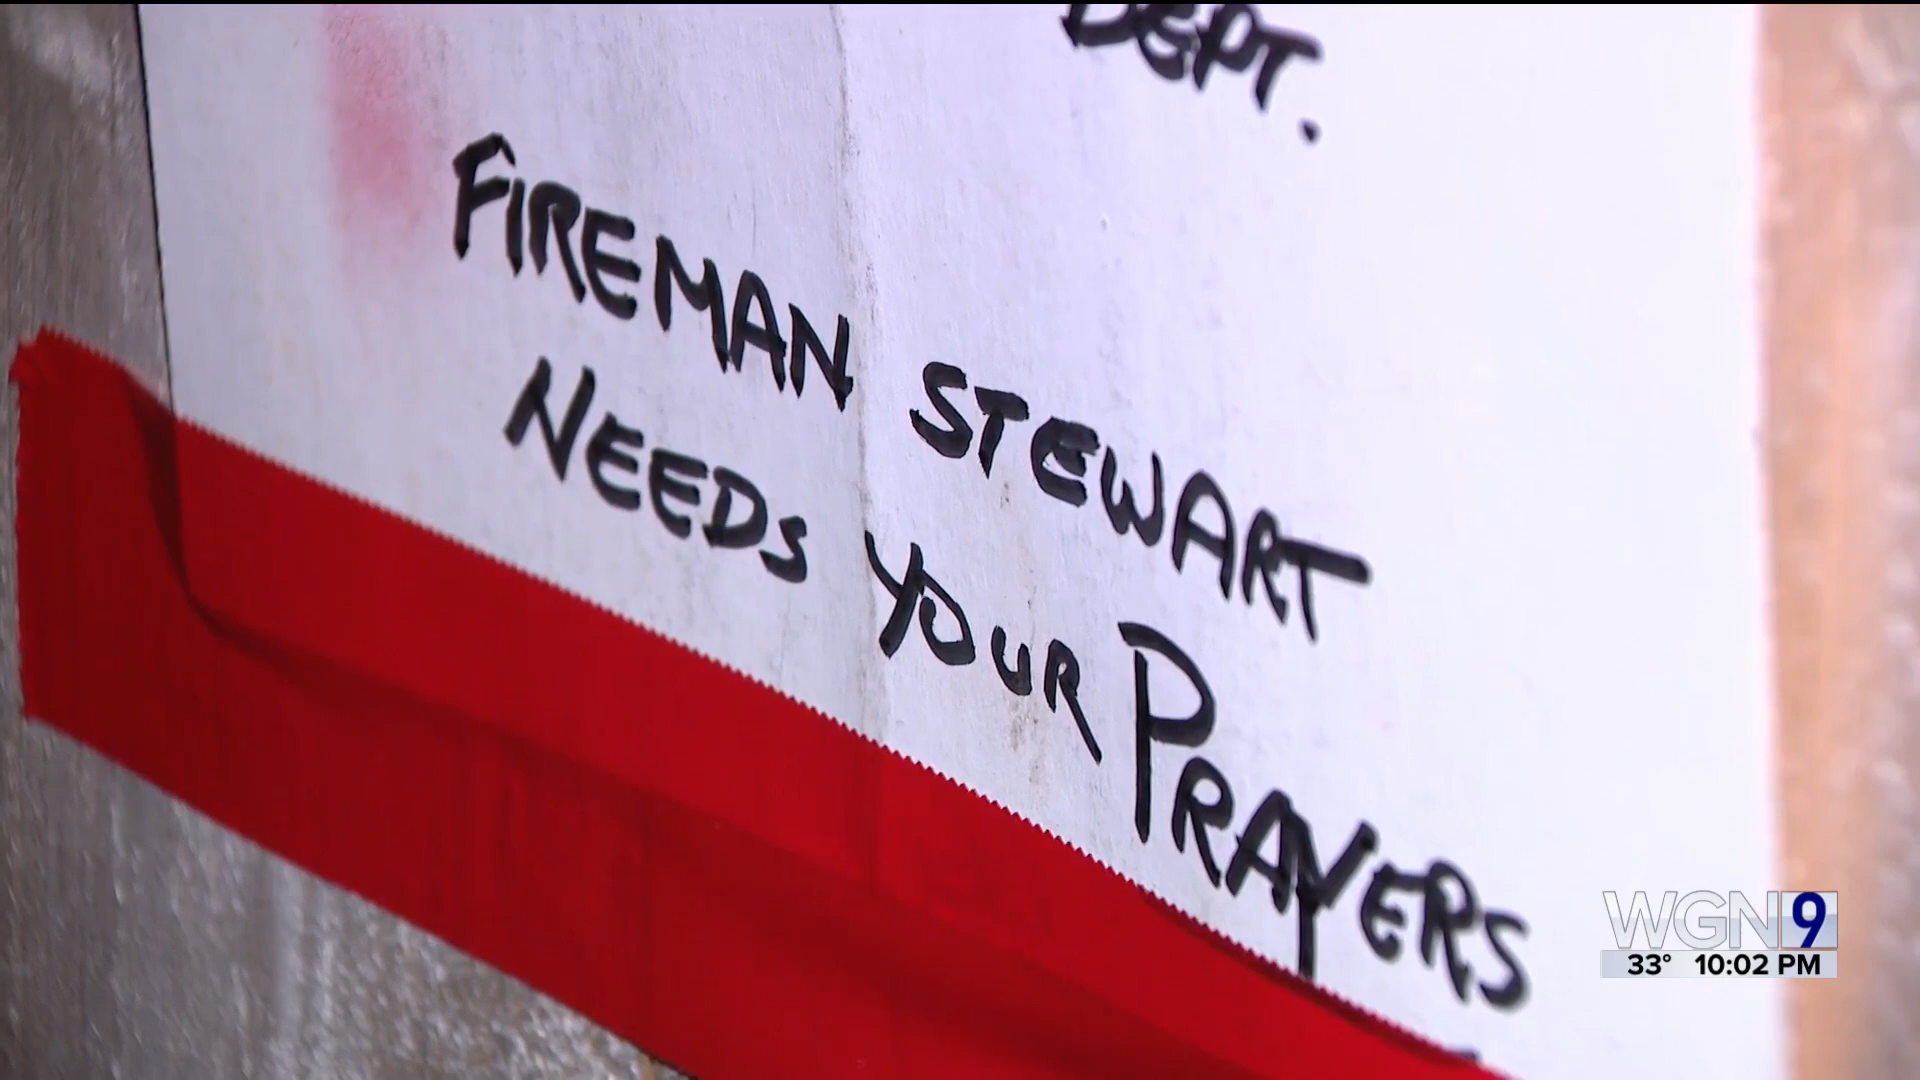 DEPT.
FIREMAN STEWART
NEEDS YOUR PRAYERS
WGN9
33° 10:02 PM